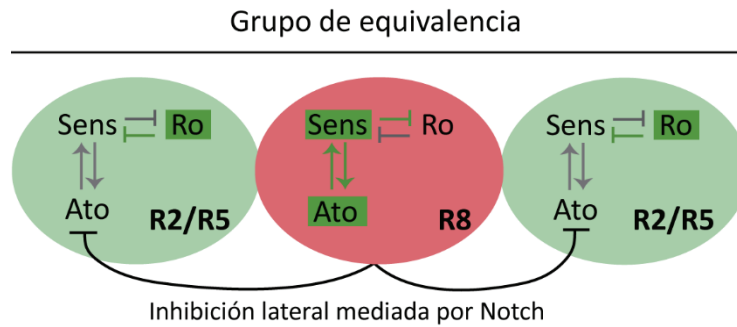 Grupo de equivalencia
Sens Ro Sens Ro Sens Ro
Ato Ato Ato
R2/R5 R8 R2/R5
Inhibición lateral mediada por Notch